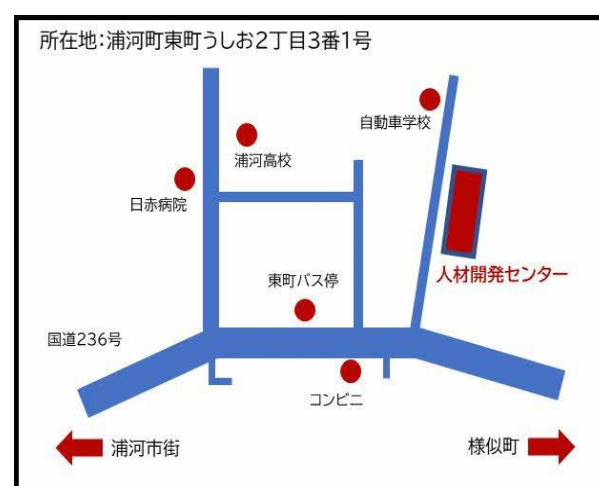 所在地:浦河町東町うしお2丁目3番1号
自動車学校
浦河高校
日赤病院
人材開発センター
東町バス停
国道236号
コンビニ
浦河市街
様似町